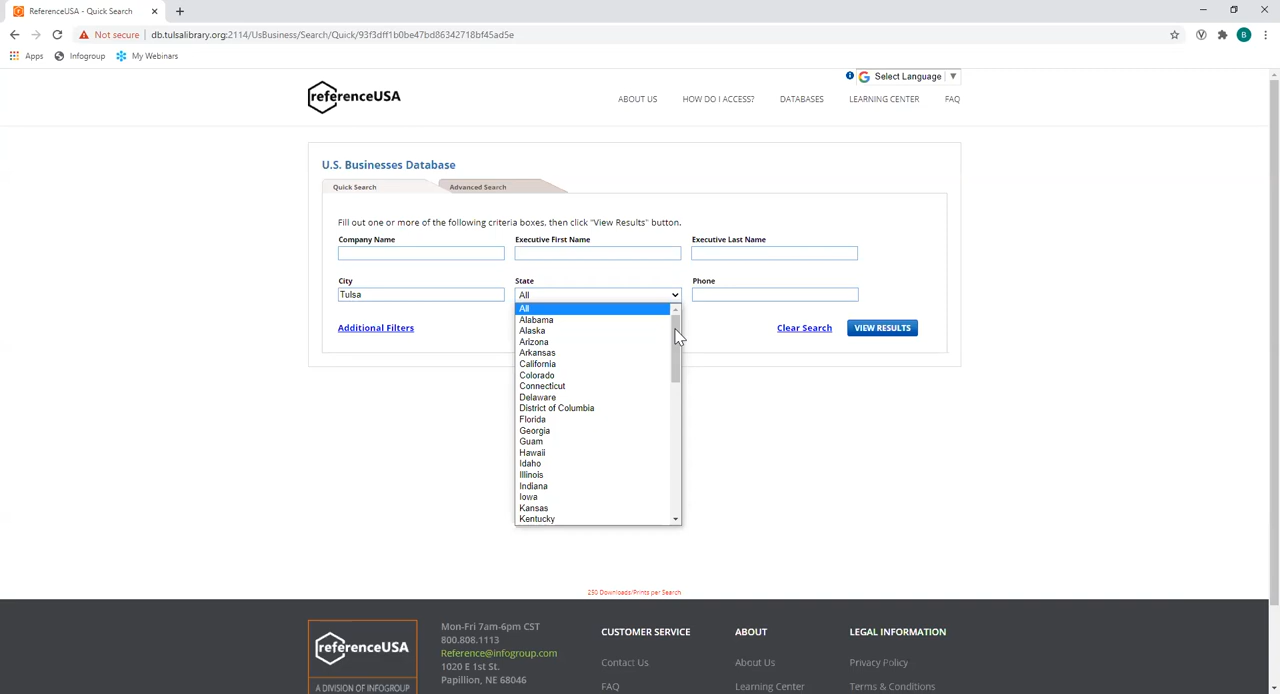 ReferenceUSA - Quick Search
Not secure
db.tulsalibrary.org:2114/UsBusiness/Search/Quick/93f3dff1b0be47bd86342718bf45ad5e
B
Apps
Infogroup
My Webinars
Select Language
referenceUSA
ABOUT US
HOW DO I ACCESS?
DATABASES
LEARNING CENTER
FAQ
U.S. Businesses Database
Quick Search
Advanced Search
Fill out one or more of the following criteria boxes, then click "View Results" button.
Company Name
Executive First Name
Executive Last Name
City
State
Phone
Tulsa
All
All
Alabama
Alaska
Arizona
Arkansas
California
Colorado
Connecticut
Delaware
District of Columbia
Florida
Georgia
Guam
Hawaii
Idaho
Illinois
Indiana
Iowa
Kansas
Kentucky
Additional Filters
Clear Search
VIEW RESULTS
250 Downloads/Prints per Search
referenceUSA
A DIVISION OF INFOGROUP
Mon-Fri 7am-6pm CST
800.808.1113
Reference@infogroup.com
1020 E 1st St.
Papillion, NE 68046
CUSTOMER SERVICE
Contact Us
FAQ
ABOUT
About Us
Learning Center
LEGAL INFORMATION
Privacy Policy
Terms & Conditions